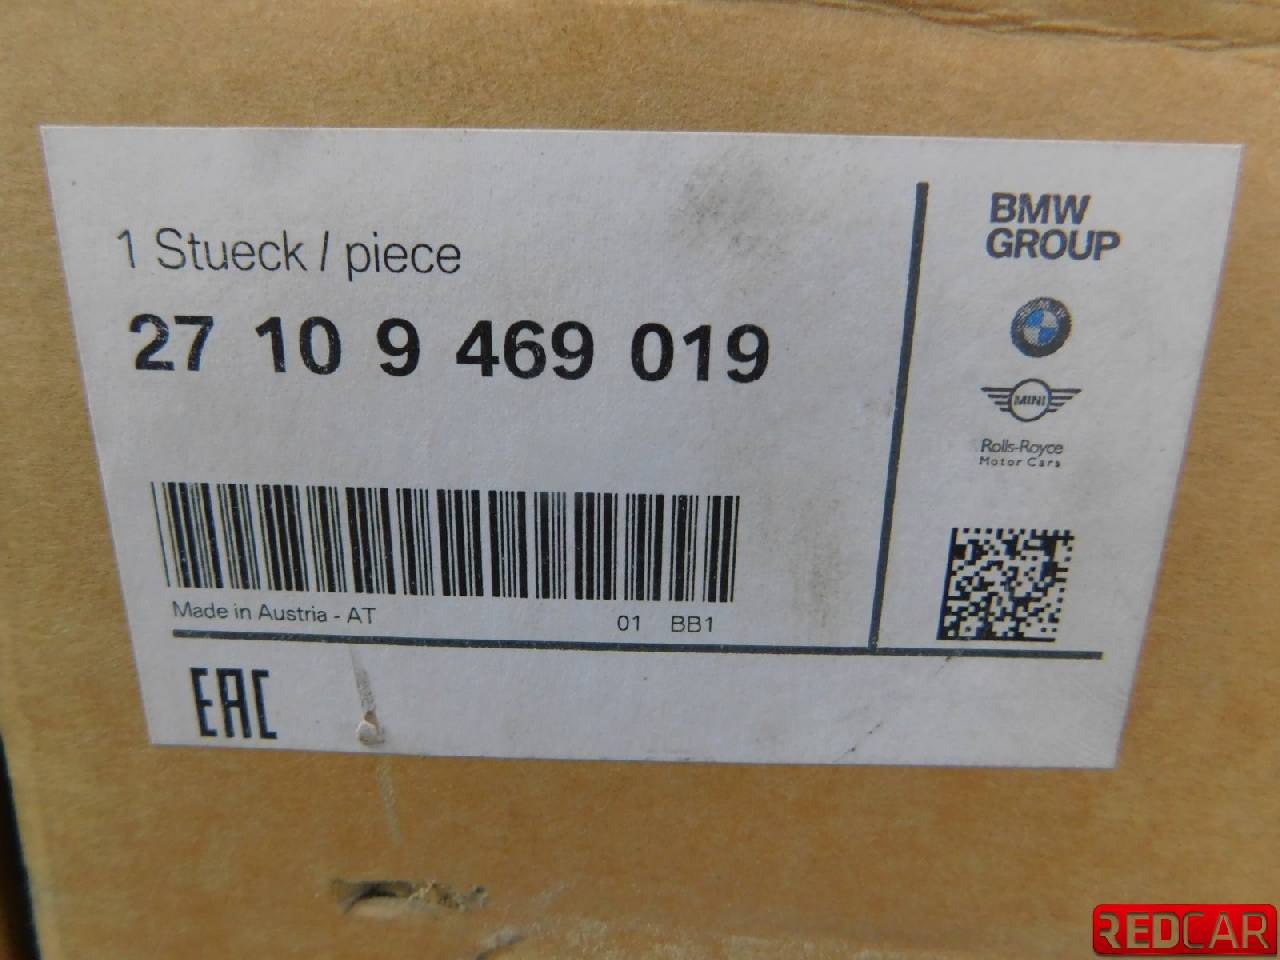 1 Stueck / piece
27 10 9 469 019
Made in Austria - AT
01 BB1
EAC
BMW
GROUP
MINI
Rolls-Royce
Motor Cars
REDCAR